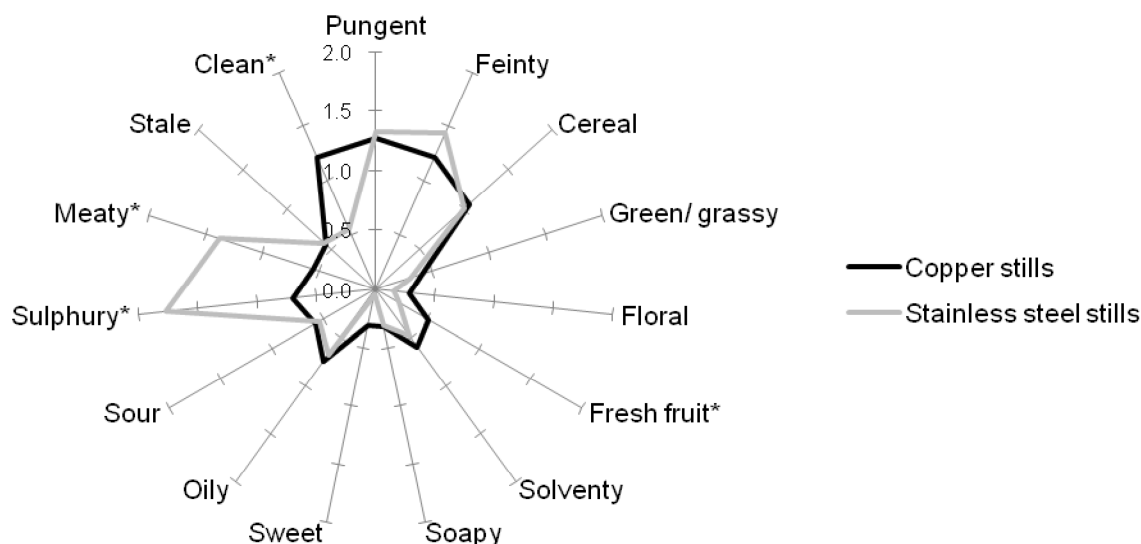 Pungent
2.0
Clean*
Feinty
1.5
Stale
Cereal
1.0
Meaty*
Green/ grassy
0.5
Copper stills
0.0
Sulphury*
Floral
Stainless steel stills
Sour
Fresh fruit*
Oily
Solventy
Sweet
Soapy